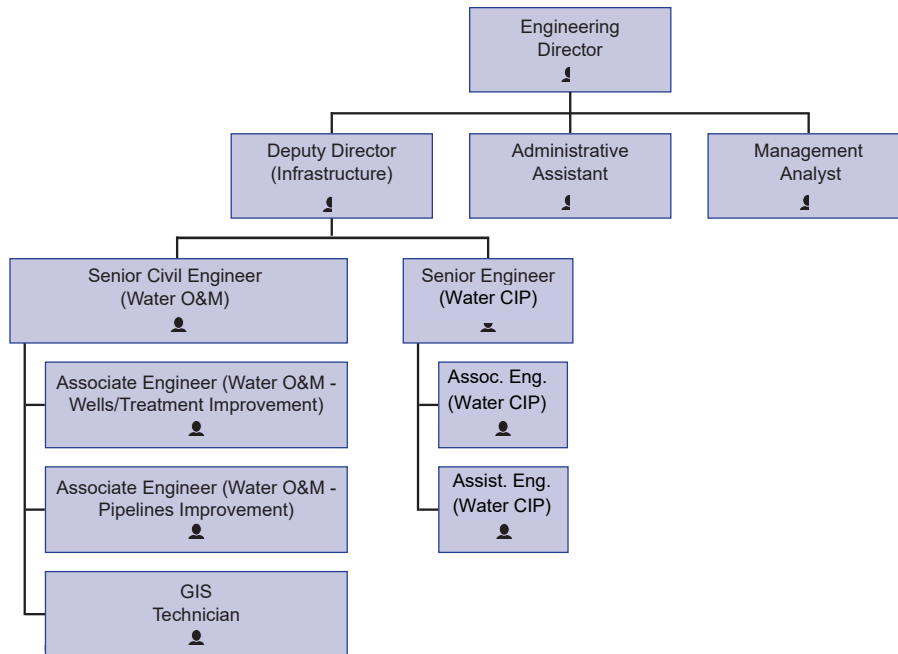 Engineering
Director
Deputy Director
(Infrastructure)
Administrative
Assistant
Management
Analyst
Senior Civil Engineer
(Water O&M)
Senior Engineer
(Water CIP)
Associate Engineer (Water O&M -
Wells/Treatment Improvement)
Assoc. Eng.
(Water CIP)
Associate Engineer (Water O&M -
Pipelines Improvement)
Assist. Eng.
(Water CIP)
GIS
Technician